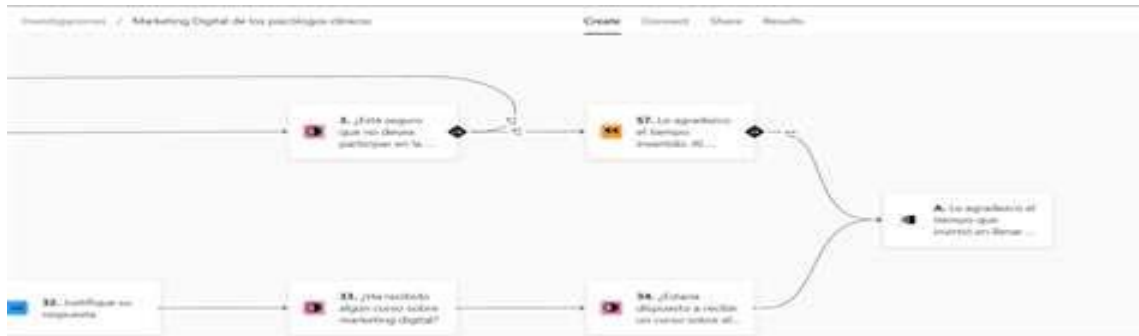 Investigaciones / Marketing Digital de los psicólogos clínicos
Create Connect Share Results
3. ¿Está seguro
que no desea
participar en la ...
57. Le agradezco
el tiempo
invertido. Al ...
A. Le agradezco el
tiempo que
invirtió en llenar ...
32. Justifique su
respuesta
33. ¿Ha recibido
algún curso sobre
marketing digital?
34. ¿Estaría
dispuesto a recibir
un curso sobre el...